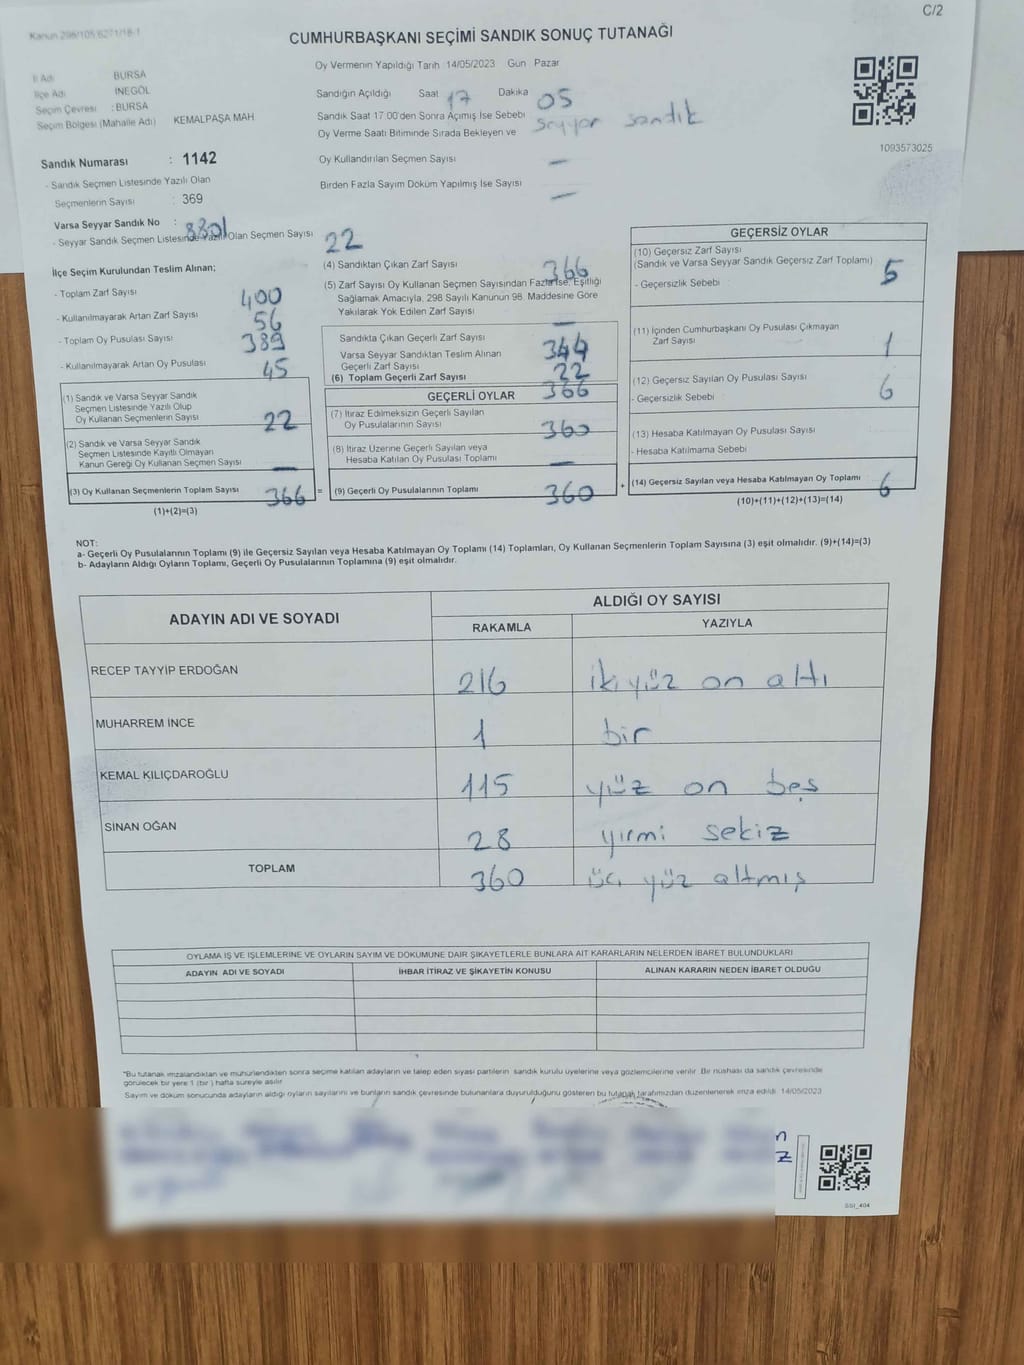 C/2
Kanun 298/105/6271/18-1
CUMHURBAŞKANI SEÇİMİ SANDIK SONUÇ TUTANAĞI
Oy Vermenin Yapıldığı Tarih 14/05/2023 Gün Pazar
İl Adı BURSA
İlçe Adı İNEGÖL
Seçim Çevresi : BURSA
Seçim Bölgesi (Mahalle Adı) KEMALPAŞA MAH
Sandığın Açıldığı Saat 17 Dakika 05
Sandık Saat 17.00'den Sonra Açımış İse Sebebi seyyar sandık
Oy Verme Saati Bitiminde Sırada Bekleyen ve
Oy Kullandırılan Seçmen Sayısı —
Birden Fazla Sayım Döküm Yapılmış İse Sayısı —
1093573025
Sandık Numarası : 1142
- Sandık Seçmen Listesinde Yazılı Olan
Seçmenlerin Sayısı : 369
Varsa Seyyar Sandık No : 8801
- Seyyar Sandık Seçmen Listesinde Yazılı Olan Seçmen Sayısı 22
İlçe Seçim Kurulundan Teslim Alınan;
- Toplam Zarf Sayısı 400
- Kullanılmayarak Artan Zarf Sayısı 56
- Toplam Oy Pusulası Sayısı 389
- Kullanılmayarak Artan Oy Pusulası 45
(1) Sandık ve Varsa Seyyar Sandık
Seçmen Listesinde Yazılı Olup
Oy Kullanan Seçmenlerin Sayısı 22
(2) Sandık ve Varsa Seyyar Sandık
Seçmen Listesinde Kayıtlı Olmayan
Kanun Gereği Oy Kullanan Seçmen Sayısı —
(3) Oy Kullanan Seçmenlerin Toplam Sayısı 366
(1)+(2)=(3)
(4) Sandıktan Çıkan Zarf Sayısı 366
(5) Zarf Sayısı Oy Kullanan Seçmen Sayısından Fazla İse, Eşitliği
Sağlamak Amacıyla, 298 Sayılı Kanunun 98. Maddesine Göre
Yakılarak Yok Edilen Zarf Sayısı —
Sandıkta Çıkan Geçerli Zarf Sayısı 344
Varsa Seyyar Sandıktan Teslim Alınan
Geçerli Zarf Sayısı 22
(6) Toplam Geçerli Zarf Sayısı 366
GEÇERLİ OYLAR
(7) İtiraz Edilmeksizin Geçerli Sayılan
Oy Pusulalarının Sayısı 360
(8) İtiraz Üzerine Geçerli Sayılan veya
Hesaba Katılan Oy Pusulası Toplamı —
= (9) Geçerli Oy Pusulalarının Toplamı 360
GEÇERSİZ OYLAR
(10) Geçersiz Zarf Sayısı
(Sandık ve Varsa Seyyar Sandık Geçersiz Zarf Toplamı) 5
- Geçersizlik Sebebi :
(11) İçinden Cumhurbaşkanı Oy Pusulası Çıkmayan
Zarf Sayısı 1
(12) Geçersiz Sayılan Oy Pusulası Sayısı 6
- Geçersizlik Sebebi :
(13) Hesaba Katılmayan Oy Pusulası Sayısı
- Hesaba Katılmama Sebebi
+ (14) Geçersiz Sayılan veya Hesaba Katılmayan Oy Toplamı 6
(10)+(11)+(12)+(13)=(14)
NOT:
a- Geçerli Oy Pusulalarının Toplamı (9) ile Geçersiz Sayılan veya Hesaba Katılmayan Oy Toplamı (14) Toplamları, Oy Kullanan Seçmenlerin Toplam Sayısına (3) eşit olmalıdır. (9)+(14)=(3)
b- Adayların Aldığı Oyların Toplamı, Geçerli Oy Pusulalarının Toplamına (9) eşit olmalıdır.
ADAYIN ADI VE SOYADI ALDIĞI OY SAYISI
RAKAMLA YAZIYLA
RECEP TAYYİP ERDOĞAN 216 iki yüz on altı
MUHARREM İNCE 1 bir
KEMAL KILIÇDAROĞLU 115 yüz on beş
SİNAN OĞAN 28 yirmi sekiz
TOPLAM 360 üç yüz altmış
OYLAMA İŞ VE İŞLEMLERİNE VE OYLARIN SAYIM VE DÖKÜMÜNE DAİR ŞİKAYETLERLE BUNLARA AİT KARARLARIN NELERDEN İBARET BULUNDUKLARI
ADAYIN ADI VE SOYADI İHBAR İTİRAZ VE ŞİKAYETİN KONUSU ALINAN KARARIN NEDEN İBARET OLDUĞU
*Bu tutanak imzalandıktan ve mühürlendikten sonra seçime katılan adayların ve talep eden siyasi partilerin sandık kurulu üyelerine veya gözlemcilerine verilir. Bir nüshası da sandık çevresinde
görülecek bir yere 1 (bir) hafta süreyle asılır.
Sayım ve döküm sonucunda adayların aldığı oyların sayılarını ve bunların sandık çevresinde bulunanlara duyurulduğunu gösteren bu tutanak tarafımızdan düzenlenerek imza edildi. 14/05/2023
SSI_404